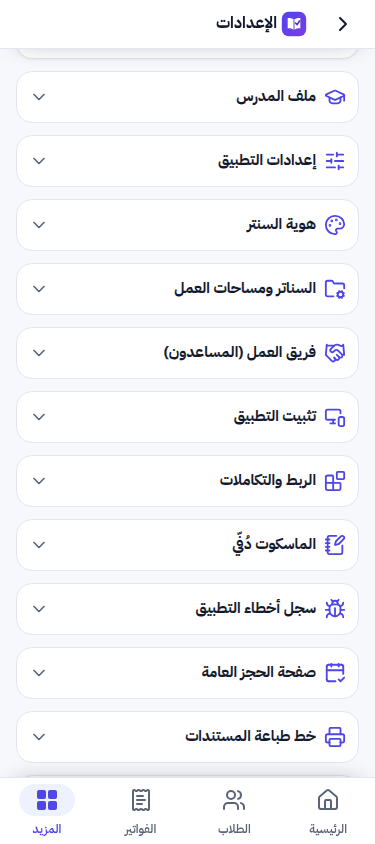 الإعدادات
ملف المدرس
إعدادات التطبيق
هوية السنتر
السناتر ومساحات العمل
فريق العمل (المساعدون)
تثبيت التطبيق
الربط والتكاملات
الماسكوت دُفّي
سجل أخطاء التطبيق
صفحة الحجز العامة
خط طباعة المستندات
الرئيسية
الطلاب
الفواتير
المزيد